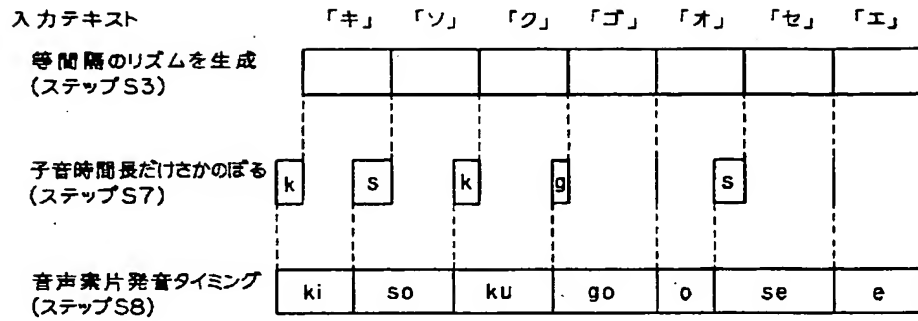 入力テキスト 「キ」 「ソ」 「ク」 「ゴ」 「オ」 「セ」 「エ」
等間隔のリズムを生成
(ステップS3)
子音時間長だけさかのぼる
(ステップS7)
k s k g s
音声素片発音タイミング
(ステップS8)
ki so ku go o se e